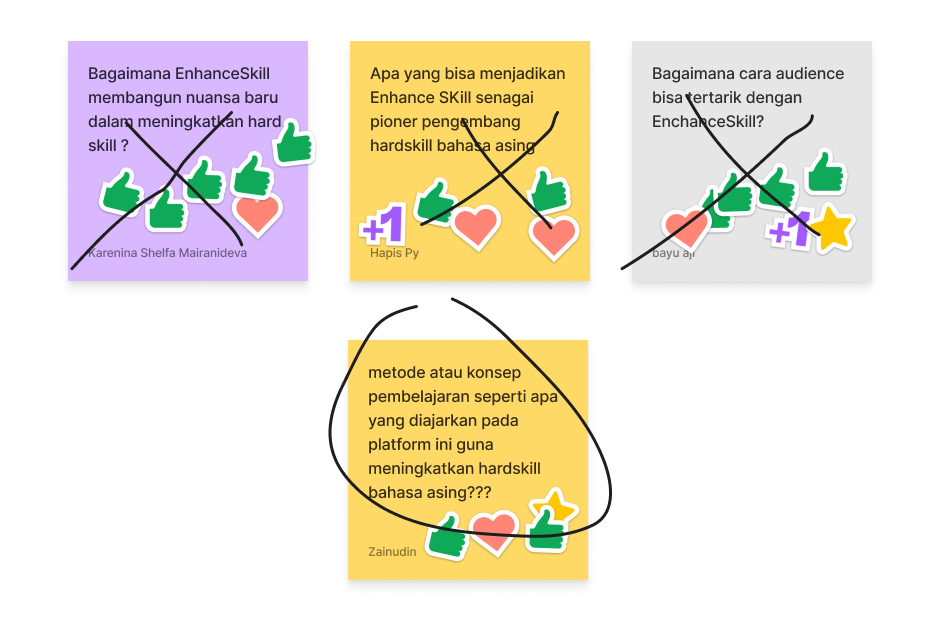 Bagaimana EnhanceSkill
membangun nuansa baru
dalam meningkatkan hard
skill ?
Karenina Shelfa Mairanideva
Apa yang bisa menjadikan
Enhance SKill senagai
pioner pengembang
hardskill bahasa asing
+1
Hapis Py
Bagaimana cara audience
bisa tertarik dengan
EnchanceSkill?
+1
bayu aji
metode atau konsep
pembelajaran seperti apa
yang diajarkan pada
platform ini guna
meningkatkan hardskill
bahasa asing???
Zainudin